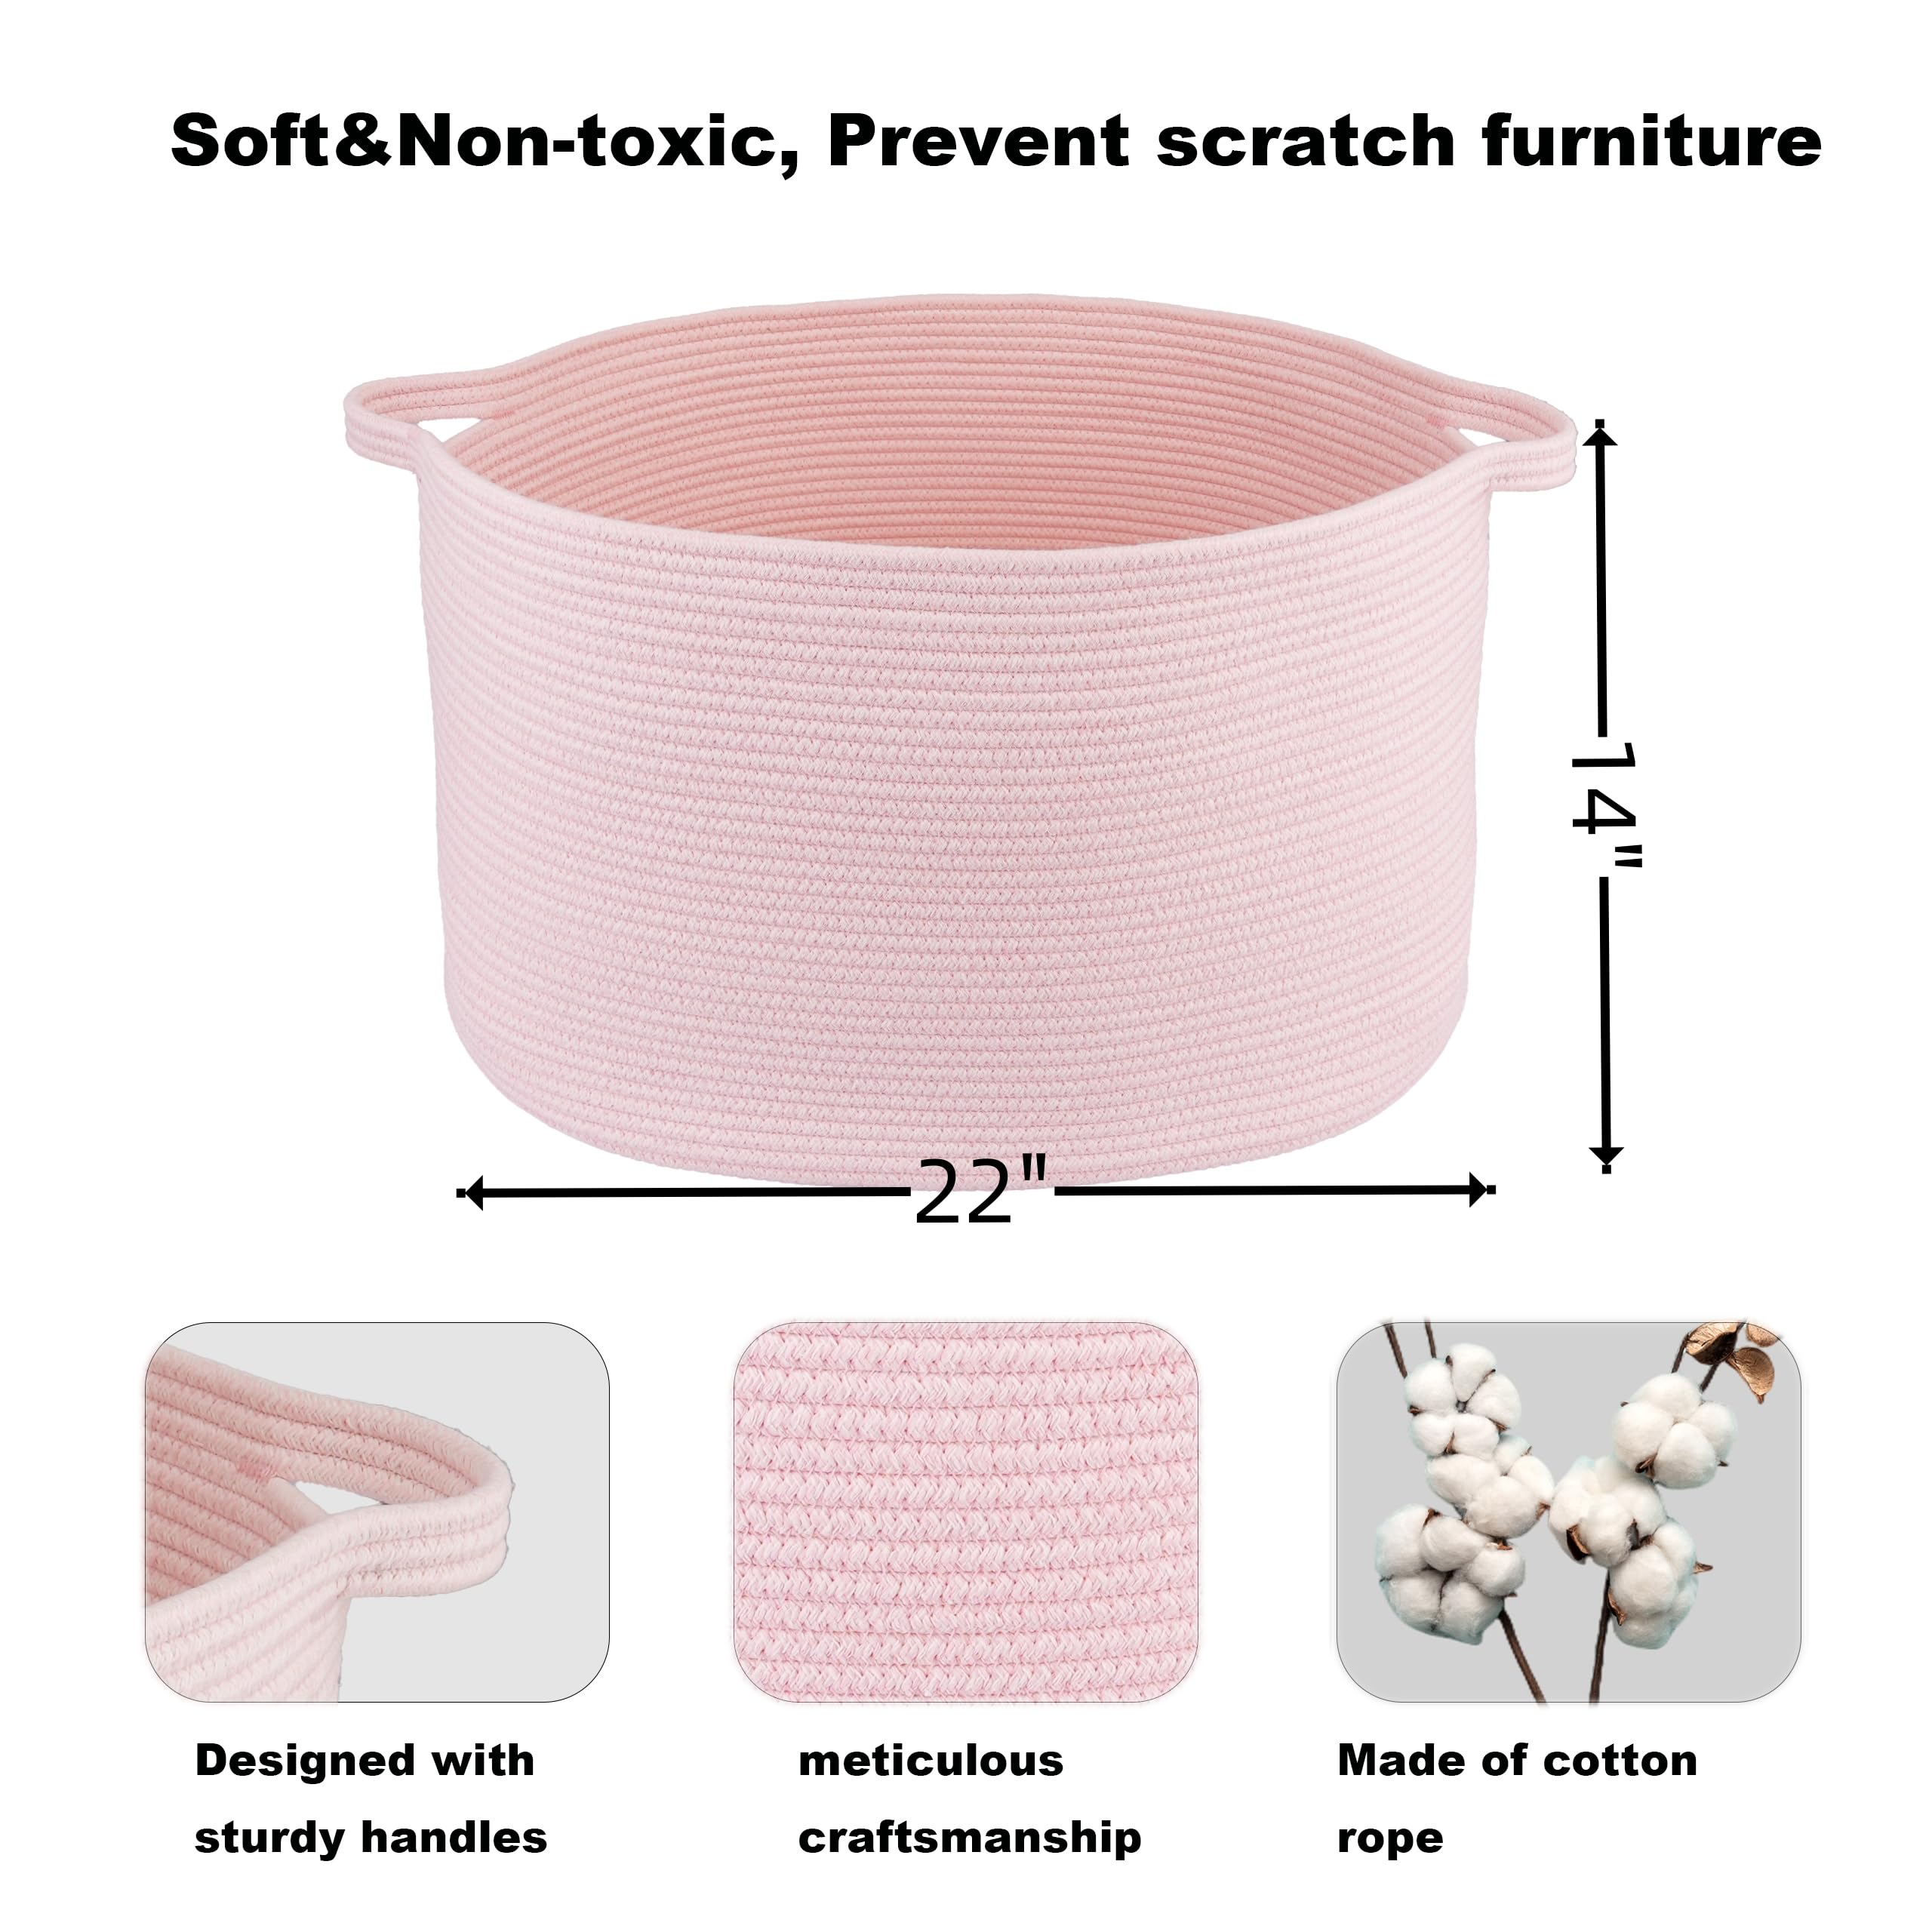 Soft&Non-toxic, Prevent scratch furniture
14"
22"
Designed with
sturdy handles
meticulous
craftsmanship
Made of cotton
rope